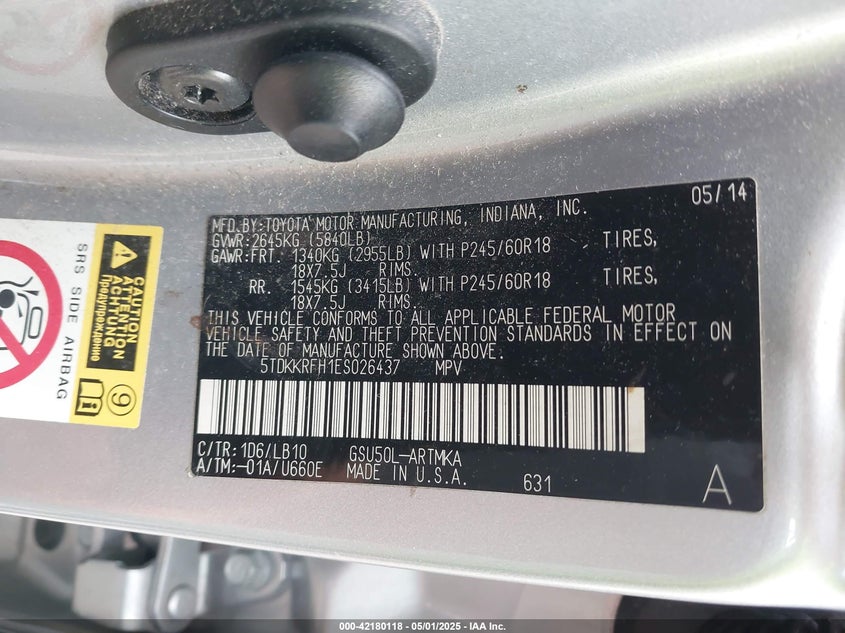 05/14
MFD.BY:TOYOTA MOTOR MANUFACTURING, INDIANA, INC.
GVWR:2645KG (5840LB)
GAWR:FRT. 1340KG (2955LB) WITH P245/60R18 TIRES,
18X7.5J RIMS.
RR. 1545KG (3415LB) WITH P245/60R18 TIRES,
18X7.5J RIMS.
THIS VEHICLE CONFORMS TO ALL APPLICABLE FEDERAL MOTOR
VEHICLE SAFETY AND THEFT PREVENTION STANDARDS IN EFFECT ON
THE DATE OF MANUFACTURE SHOWN ABOVE.
5TDKKRFH1ES026437 MPV
C/TR:1D6/LB10 GSU50L-ARTMKA
A/TM:-01A/U660E MADE IN U.S.A. 631 A
SRS SIDE AIRBAG
CAUTION
ATTENTION
ACHTUNG
Предупреждение
9
000-42180118 - 05/01/2025 - IAA Inc.